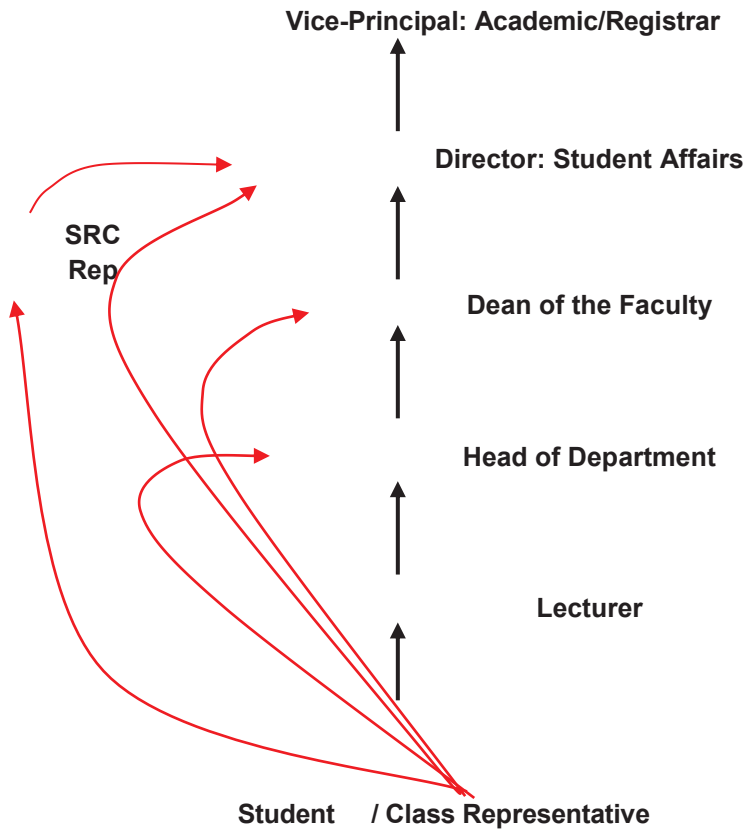 Vice-Principal: Academic/Registrar
Director: Student Affairs
SRC
Rep
Dean of the Faculty
Head of Department
Lecturer
Student / Class Representative